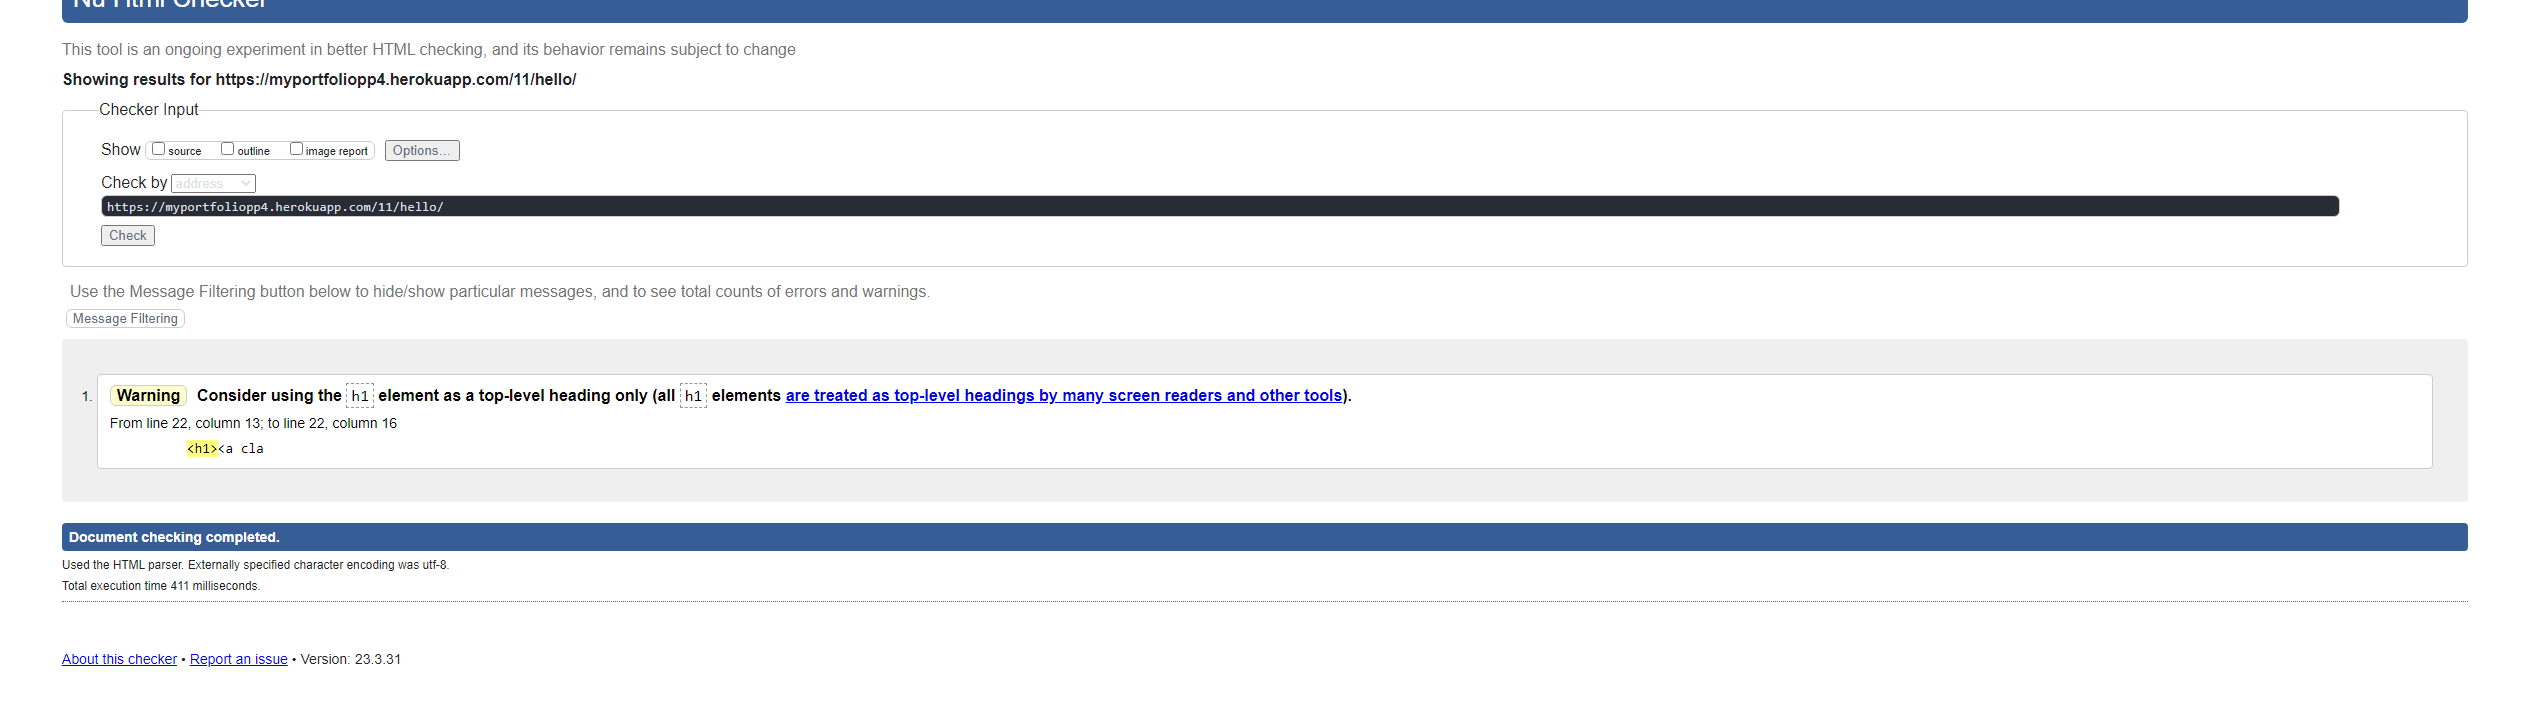 Nu Html Checker
This tool is an ongoing experiment in better HTML checking, and its behavior remains subject to change
Showing results for https://myportfoliopp4.herokuapp.com/11/hello/
Checker Input
Show source outline image report Options...
Check by address
https://myportfoliopp4.herokuapp.com/11/hello/
Check
Use the Message Filtering button below to hide/show particular messages, and to see total counts of errors and warnings.
Message Filtering
1. Warning Consider using the h1 element as a top-level heading only (all h1 elements are treated as top-level headings by many screen readers and other tools).
From line 22, column 13; to line 22, column 16
<h1><a cla
Document checking completed.
Used the HTML parser. Externally specified character encoding was utf-8.
Total execution time 411 milliseconds.
About this checker • Report an issue • Version: 23.3.31